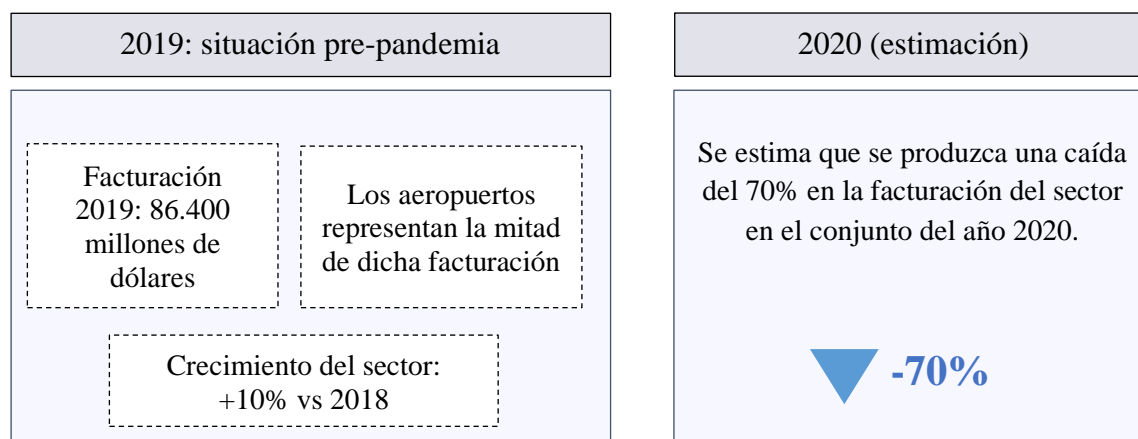 2019: situación pre-pandemia
Facturación
2019: 86.400
millones de
dólares
Los aeropuertos
representan la mitad
de dicha facturación
Crecimiento del sector:
+10% vs 2018
2020 (estimación)
Se estima que se produzca una caída
del 70% en la facturación del sector
en el conjunto del año 2020.
-70%